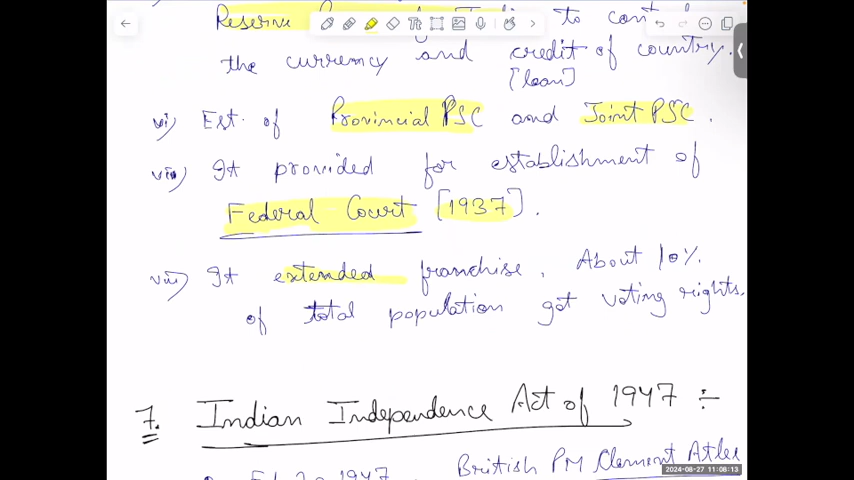 Reserve to
the currency and credit of country.
[loan]
vi) Est. of Provincial PSC and Joint PSC.
vii) It provided for establishment of
Federal Court [1937].
viii) It extended franchise. About 10%
of total population got voting rights.
7. Indian Independence Act of 1947 ÷
1947, British PM Clement Atlee
2024-08-27 11:08:13